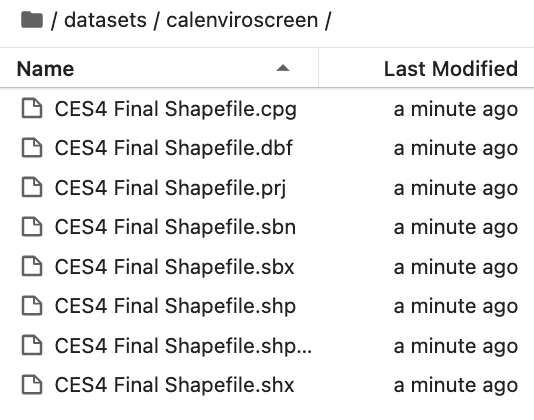 / datasets / calenviroscreen /
Name Last Modified
CES4 Final Shapefile.cpg a minute ago
CES4 Final Shapefile.dbf a minute ago
CES4 Final Shapefile.prj a minute ago
CES4 Final Shapefile.sbn a minute ago
CES4 Final Shapefile.sbx a minute ago
CES4 Final Shapefile.shp a minute ago
CES4 Final Shapefile.shp... a minute ago
CES4 Final Shapefile.shx a minute ago